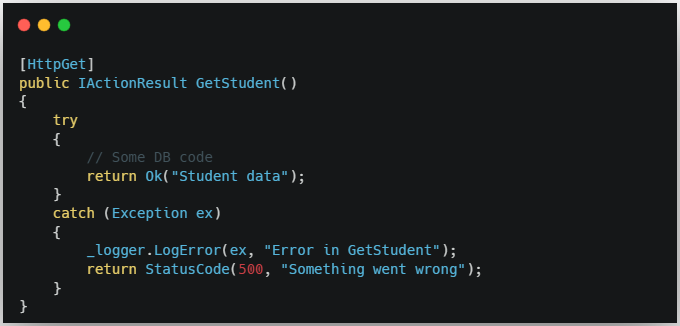 [HttpGet]
public IActionResult GetStudent()
{
    try
    {
        // Some DB code
        return Ok("Student data");
    }
    catch (Exception ex)
    {
        _logger.LogError(ex, "Error in GetStudent");
        return StatusCode(500, "Something went wrong");
    }
}